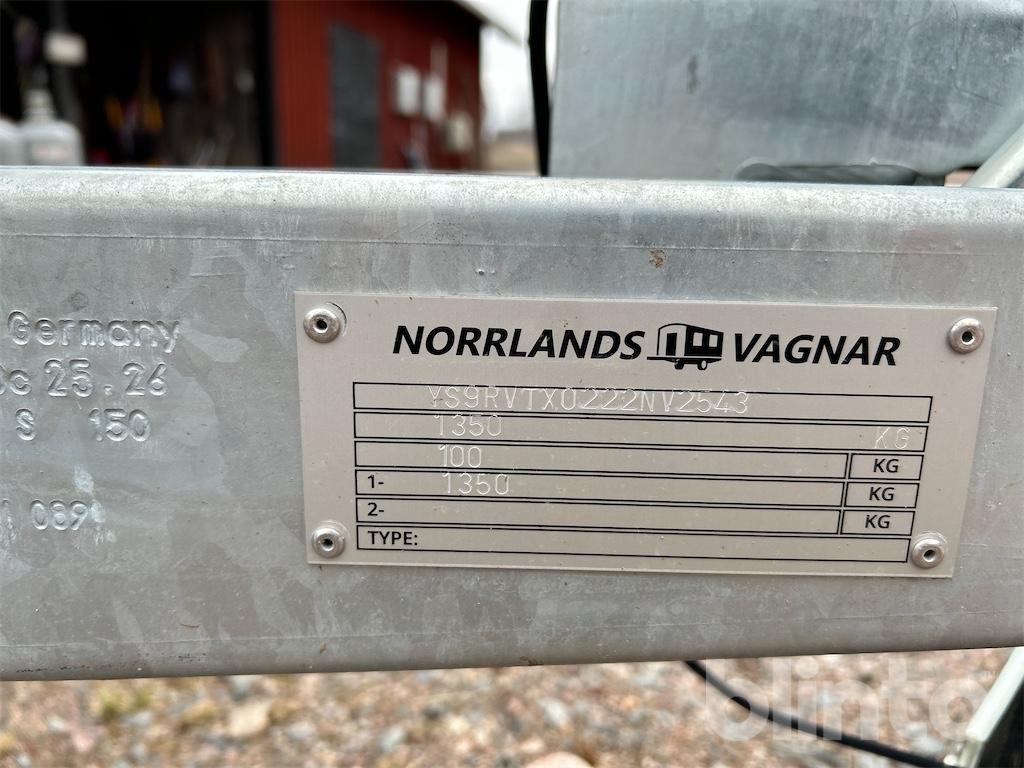 Germany
25.26
S 150
089
NORRLANDS VAGNAR
YS9RVTX0222NV2543
1350 KG
100 KG
1- 1350 KG
2- KG
TYPE:
blinto